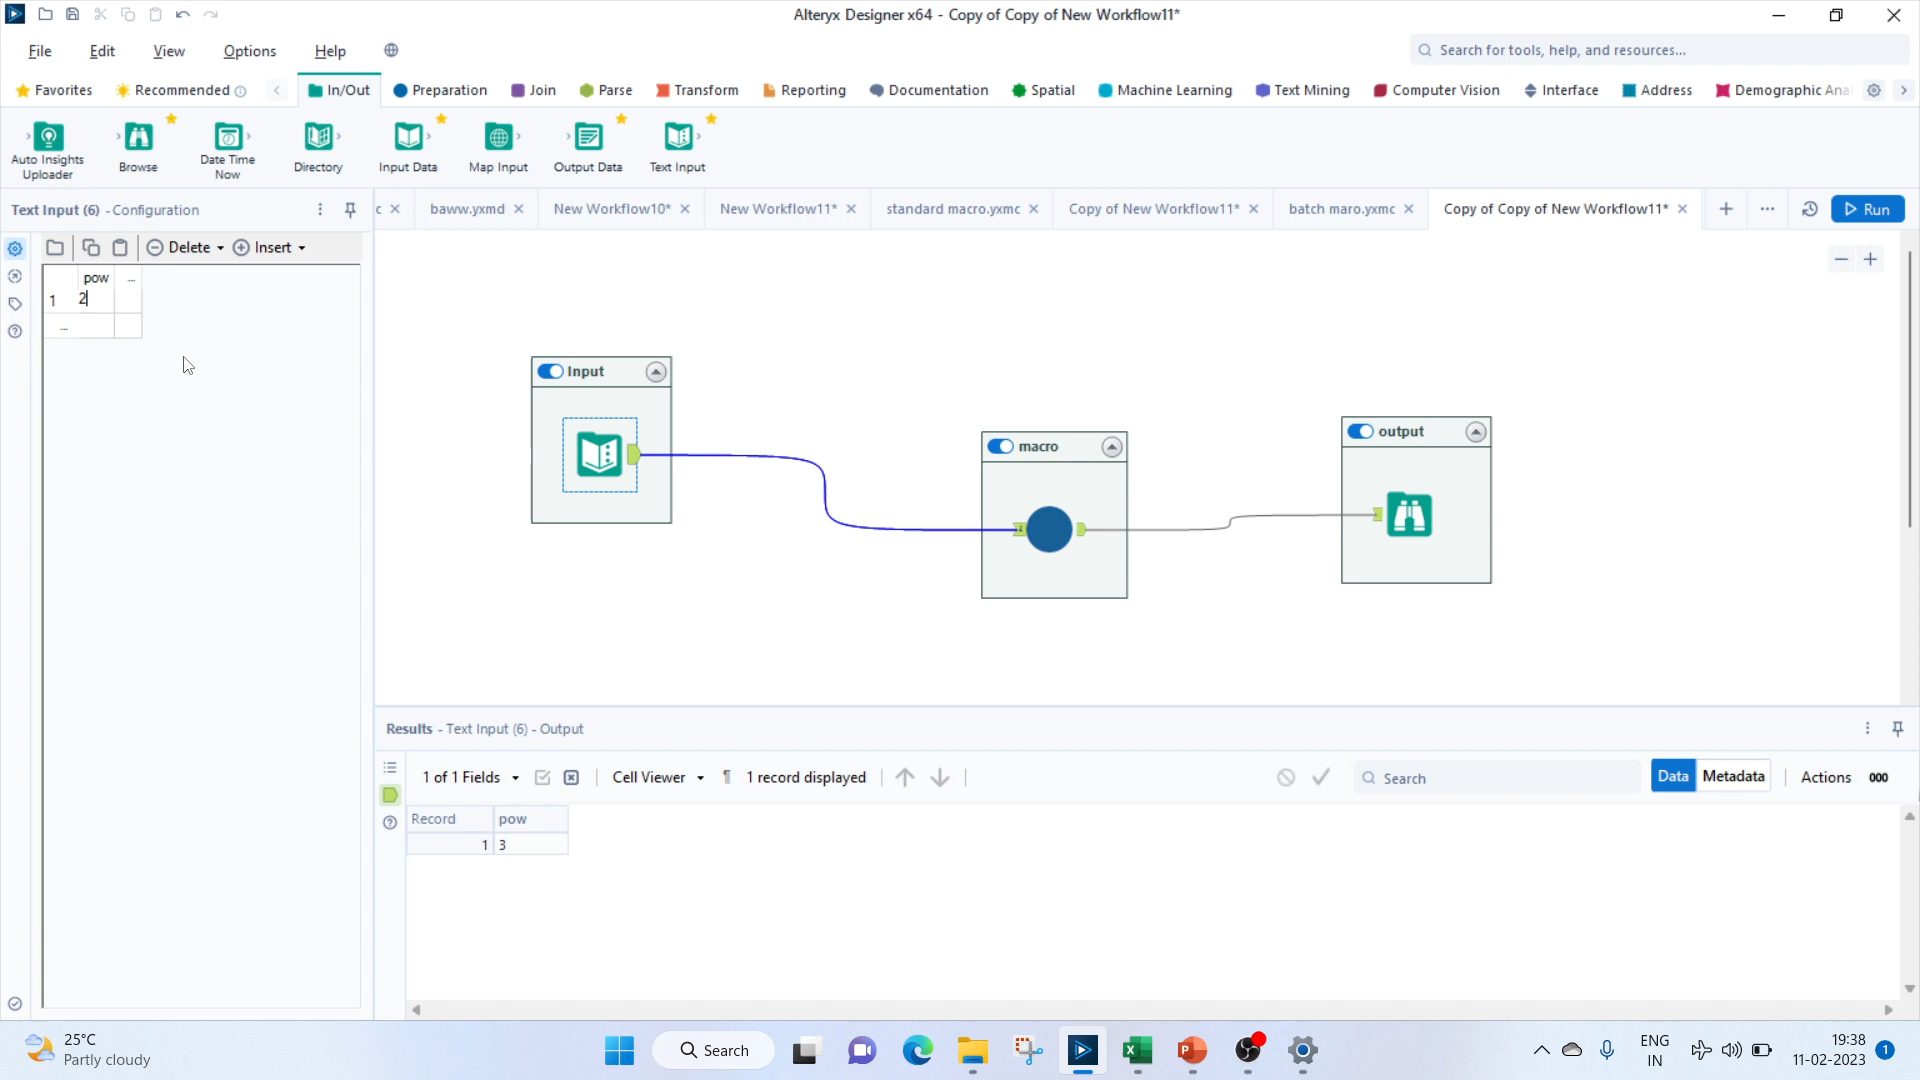 Alteryx Designer x64 - Copy of Copy of New Workflow11*
File Edit View Options Help
Search for tools, help, and resources...
Favorites Recommended In/Out Preparation Join Parse Transform Reporting Documentation Spatial Machine Learning Text Mining Computer Vision Interface Address Demographic Ana
Auto Insights Uploader
Browse
Date Time Now
Directory
Input Data
Map Input
Output Data
Text Input
Text Input (6) - Configuration
c baww.yxmd New Workflow10* New Workflow11* standard macro.yxmc Copy of New Workflow11* batch maro.yxmc Copy of Copy of New Workflow11* Run
Delete Insert
pow ...
1 2
...
Input
macro
output
Results - Text Input (6) - Output
1 of 1 Fields Cell Viewer 1 record displayed Search Data Metadata Actions 000
Record pow
1 3
25°C
Partly cloudy
Search
ENG
IN
19:38
11-02-2023
1